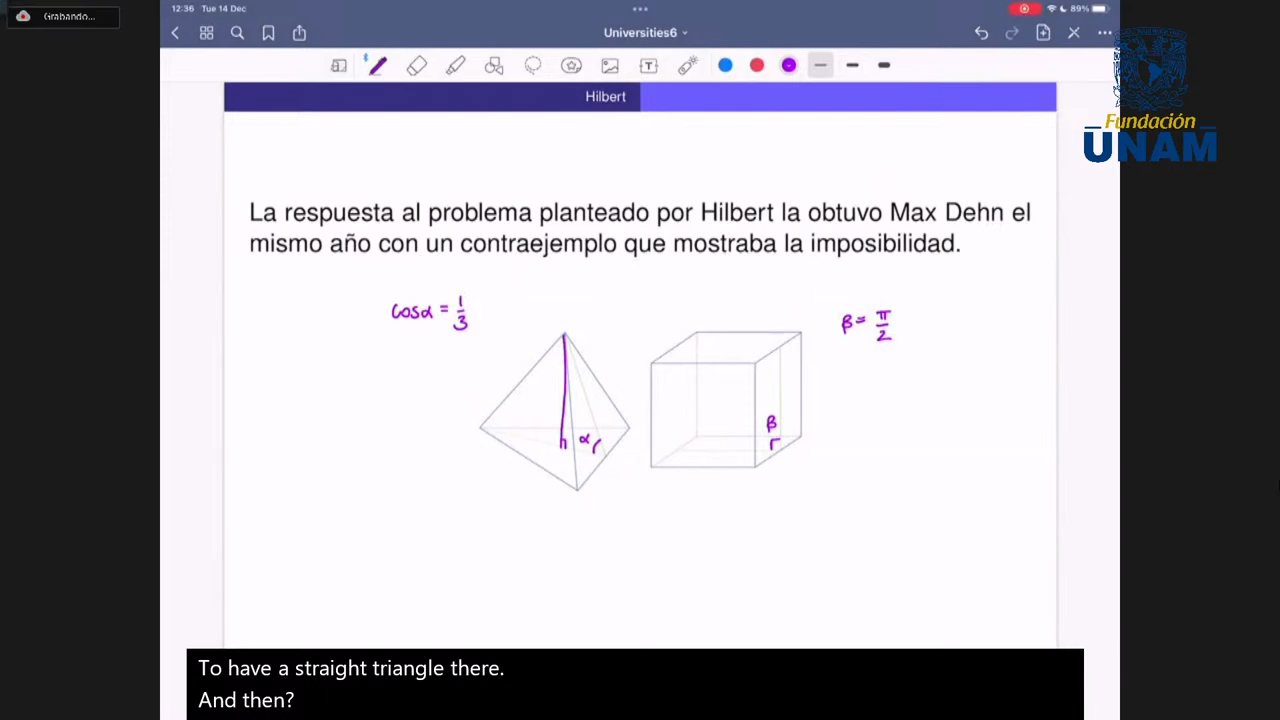 Grabando...
12:36 Tue 14 Dec
89%
Universities6
Hilbert
Fundación
UNAM
La respuesta al problema planteado por Hilbert la obtuvo Max Dehn el
mismo año con un contraejemplo que mostraba la imposibilidad.
cosα = 1/3
β = π/2
α
β
To have a straight triangle there.
And then?